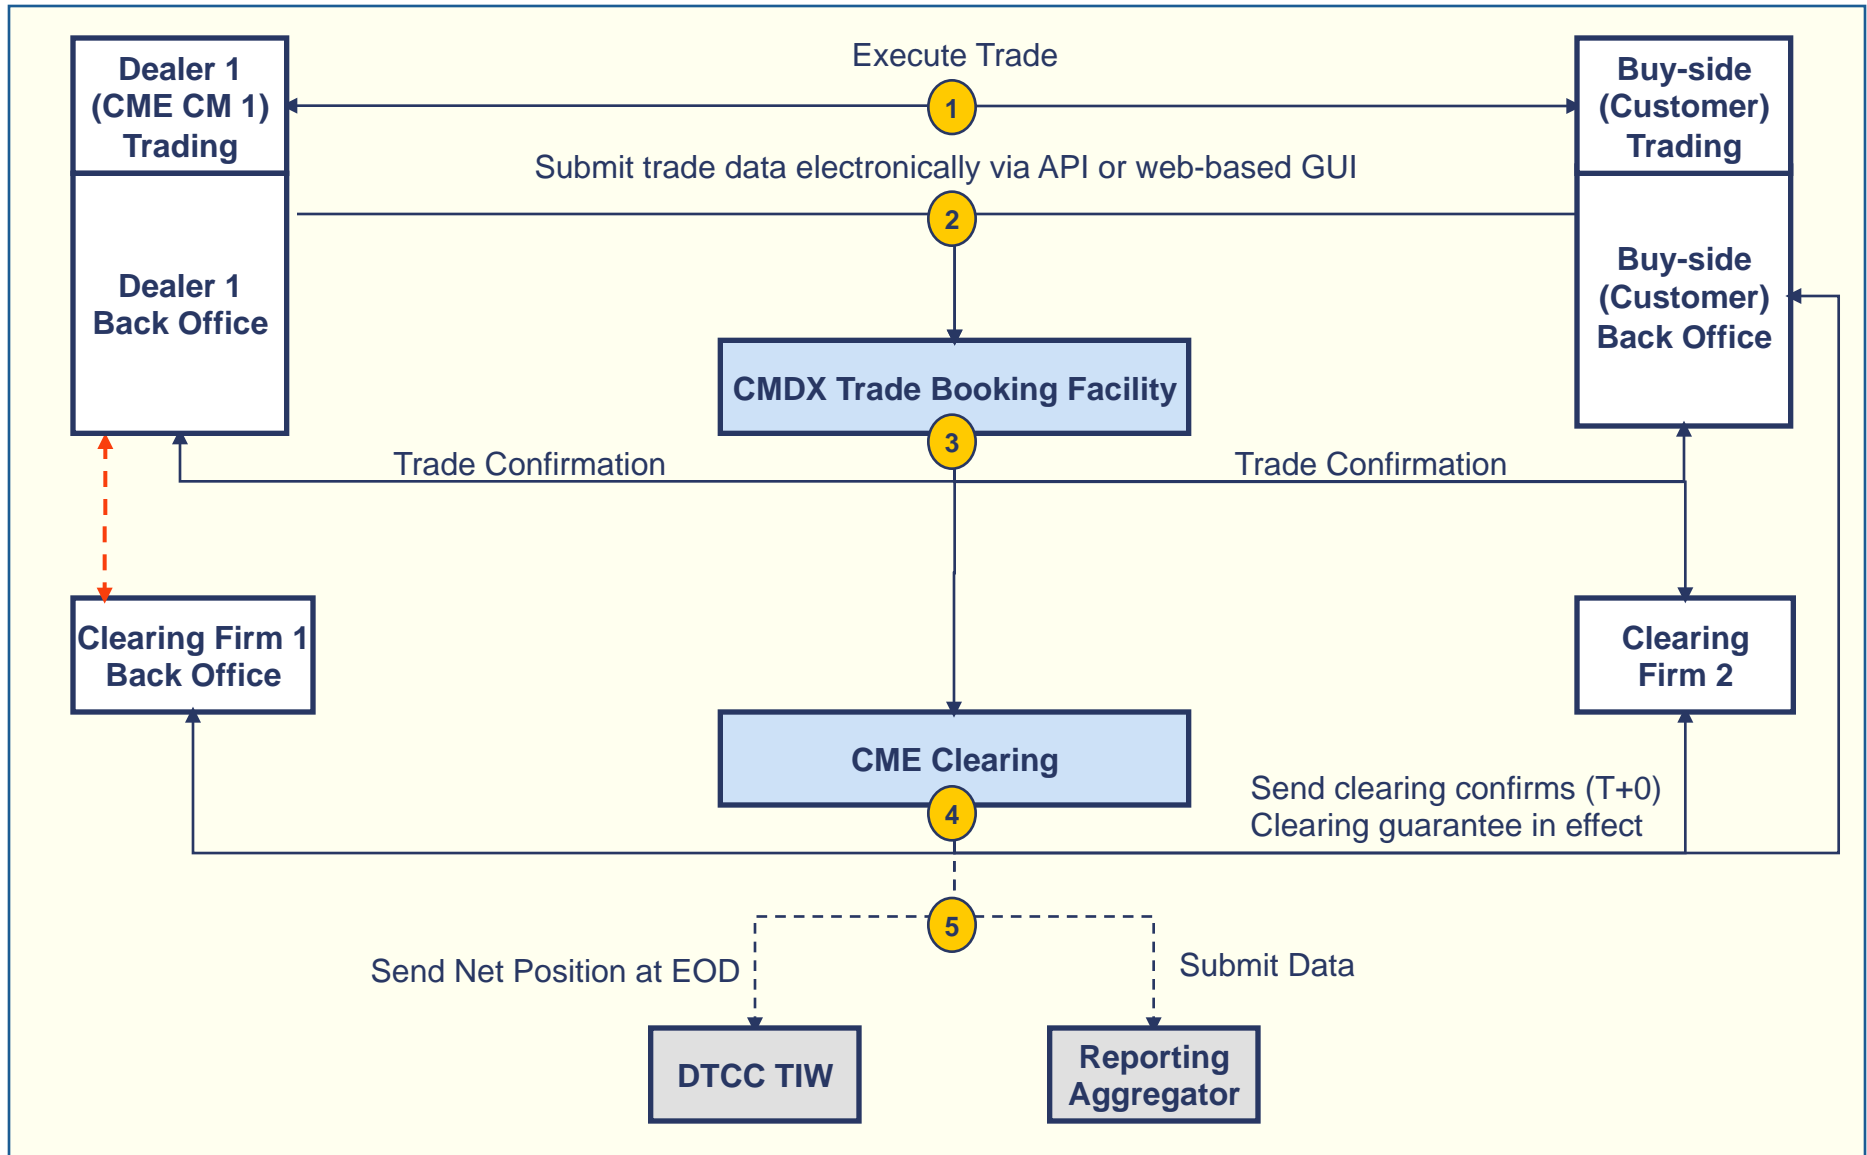 Dealer 1
(CME CM 1)
Trading
Execute Trade
1
Buy-side
(Customer)
Trading
Submit trade data electronically via API or web-based GUI
2
Dealer 1
Back Office
Buy-side
(Customer)
Back Office
CMDX Trade Booking Facility
3
Trade Confirmation
Trade Confirmation
Clearing Firm 1
Back Office
Clearing
Firm 2
CME Clearing
4
Send clearing confirms (T+0)
Clearing guarantee in effect
5
Send Net Position at EOD
Submit Data
DTCC TIW
Reporting
Aggregator